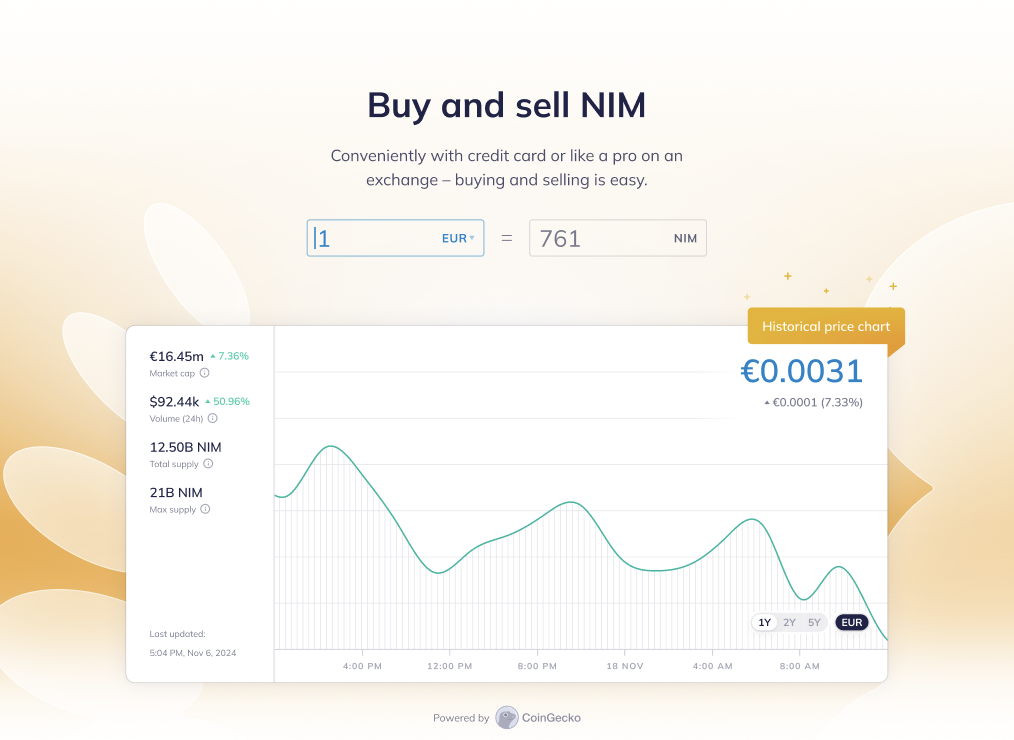 Buy and sell NIM
Conveniently with credit card or like a pro on an
exchange – buying and selling is easy.
1 EUR = 761 NIM
Historical price chart
€16.45m 7.36%
Market cap
$92.44k 50.96%
Volume (24h)
12.50B NIM
Total supply
21B NIM
Max supply
Last updated:
5:04 PM, Nov 6, 2024
€0.0031
€0.0001 (7.33%)
1Y 2Y 5Y EUR
4:00 PM 12:00 PM 8:00 PM 18 NOV 4:00 AM 8:00 AM
Powered by CoinGecko